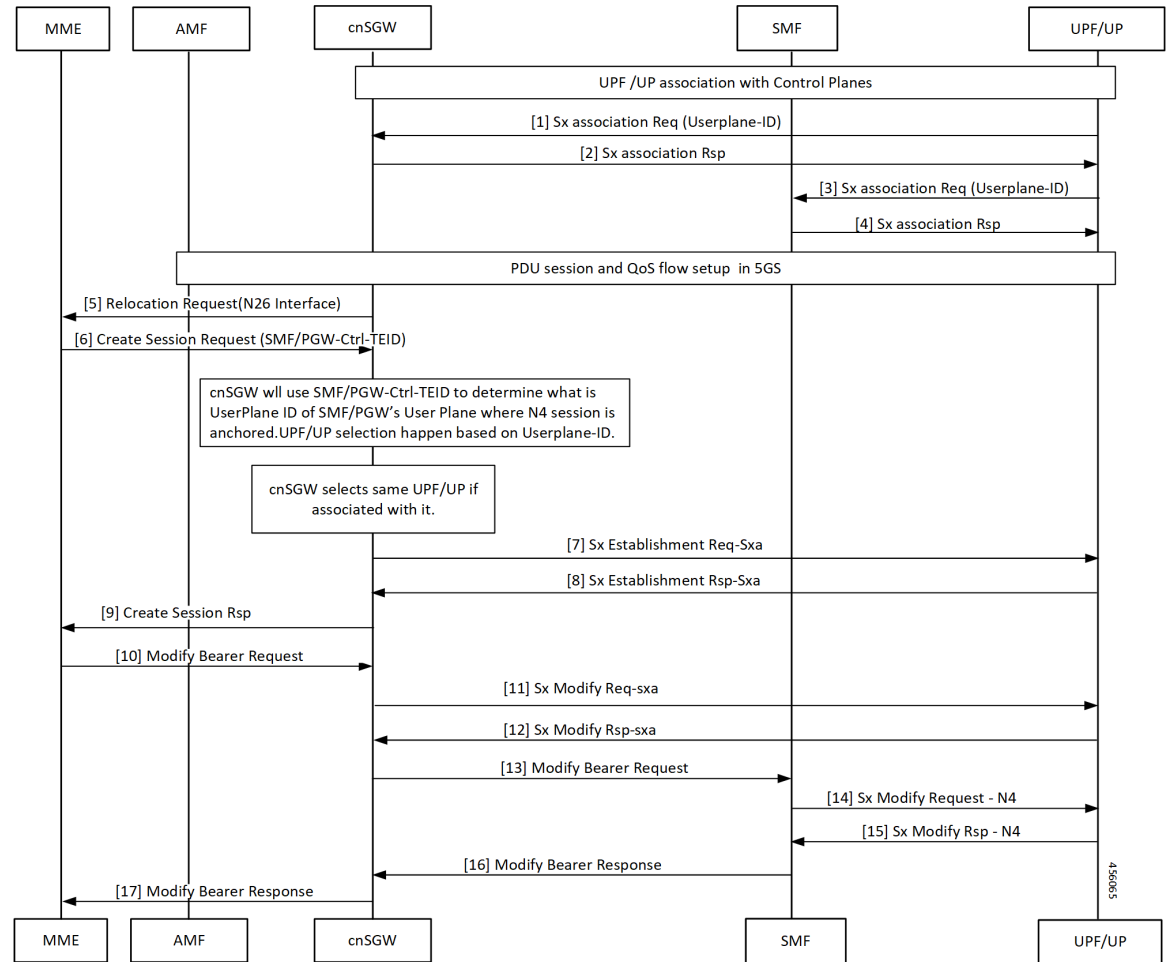 MME
AMF
cnSGW
SMF
UPF/UP
UPF /UP association with Control Planes
[1] Sx association Req (Userplane-ID)
[2] Sx association Rsp
[3] Sx association Req (Userplane-ID)
[4] Sx association Rsp
PDU session and QoS flow setup  in 5GS
[5] Relocation Request(N26 Interface)
[6] Create Session Request (SMF/PGW-Ctrl-TEID)
cnSGW wll use SMF/PGW-Ctrl-TEID to determine what is
UserPlane ID of SMF/PGW’s User Plane where N4 session is
anchored.UPF/UP selection happen based on Userplane-ID.
cnSGW selects same UPF/UP if
associated with it.
[7] Sx Establishment Req-Sxa
[8] Sx Establishment Rsp-Sxa
[9] Create Session Rsp
[10] Modify Bearer Request
[11] Sx Modify Req-sxa
[12] Sx Modify Rsp-sxa
[13] Modify Bearer Request
[14] Sx Modify Request - N4
[15] Sx Modify Rsp - N4
[16] Modify Bearer Response
[17] Modify Bearer Response
456065
MME
AMF
cnSGW
SMF
UPF/UP